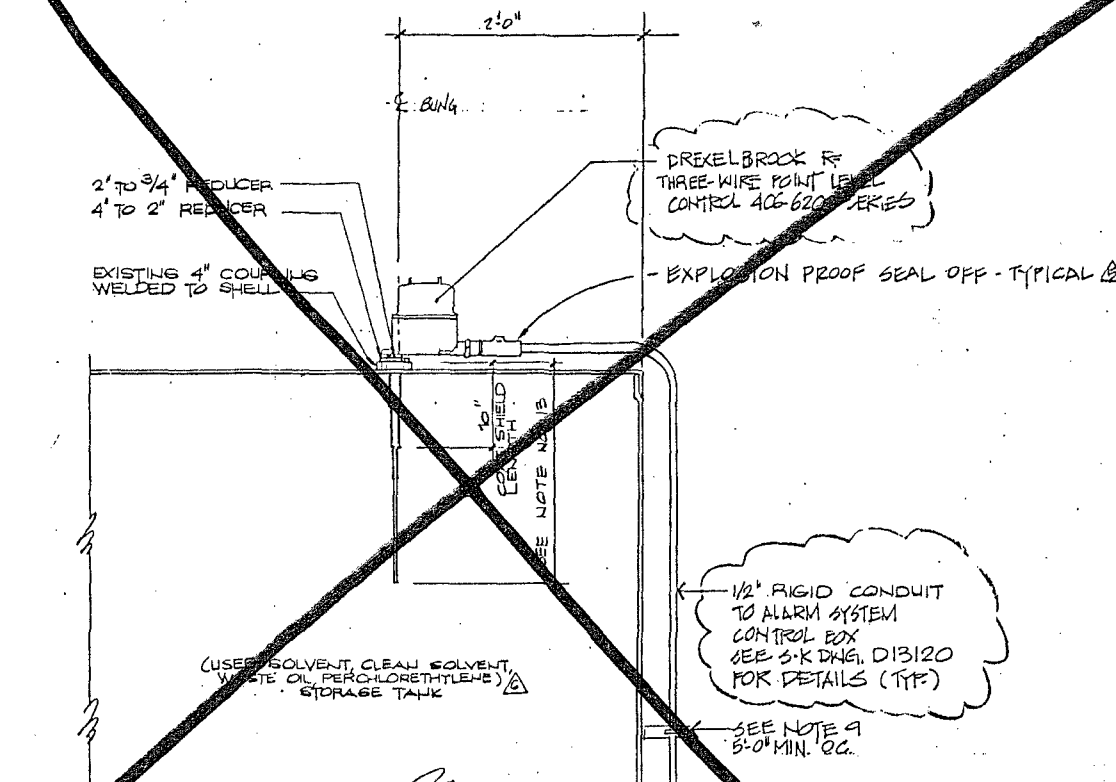 2'-0"
℄ BUNG
DREXELBROOK RF
THREE-WIRE POINT LEVEL
CONTROL 406-620 SERIES
2" TO 3/4" REDUCER
4" TO 2" REDUCER
EXISTING 4" COUPLING
WELDED TO SHELL
EXPLOSION PROOF SEAL OFF - TYPICAL
10"
COTE SHIELD
LENGTH
SEE NOTE NO. 13
1/2" RIGID CONDUIT
TO ALARM SYSTEM
CONTROL BOX
SEE S-K DWG. D13120
FOR DETAILS (TYP)
(USED SOLVENT, CLEAN SOLVENT,
WASTE OIL, PERCHLORETHYLENE) 6
STORAGE TANK
SEE NOTE 9
5'-0" MIN. O.C.